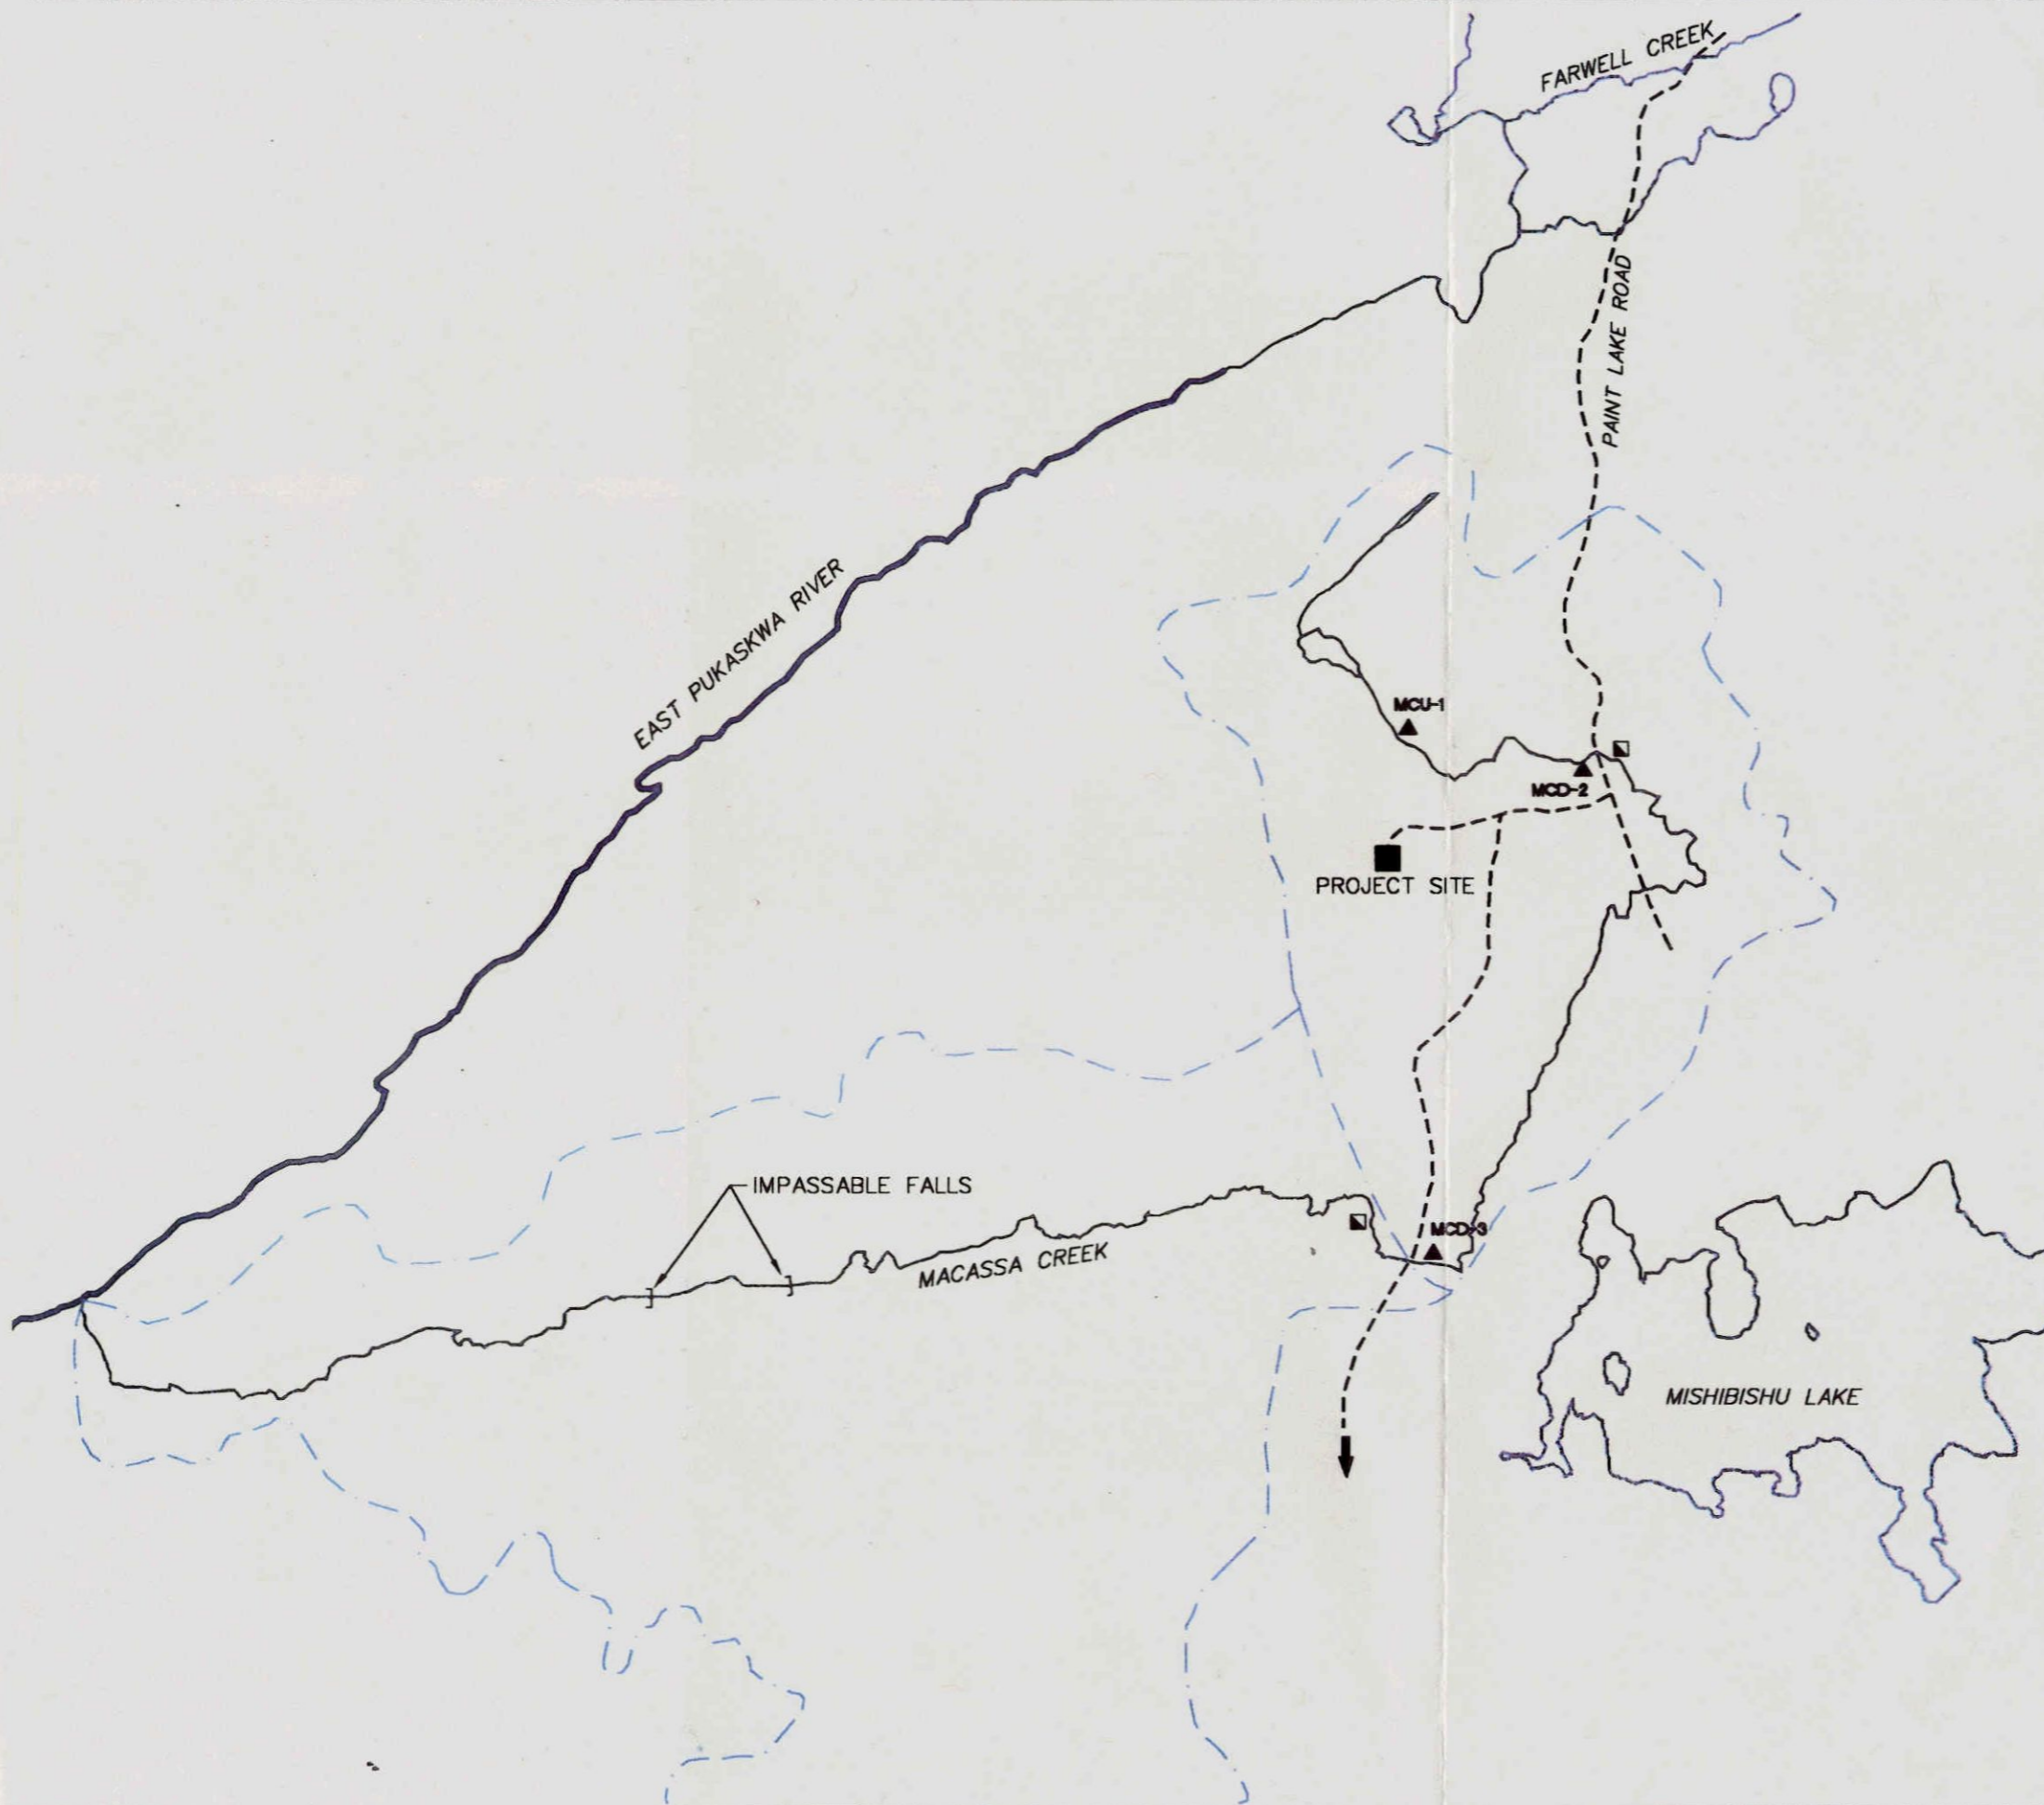 FARWELL CREEK
PAINT LAKE ROAD
EAST PUKASKWA RIVER
MCU-1
MCD-2
PROJECT SITE
IMPASSABLE FALLS
MCD-3
MACASSA CREEK
MISHIBISHU LAKE